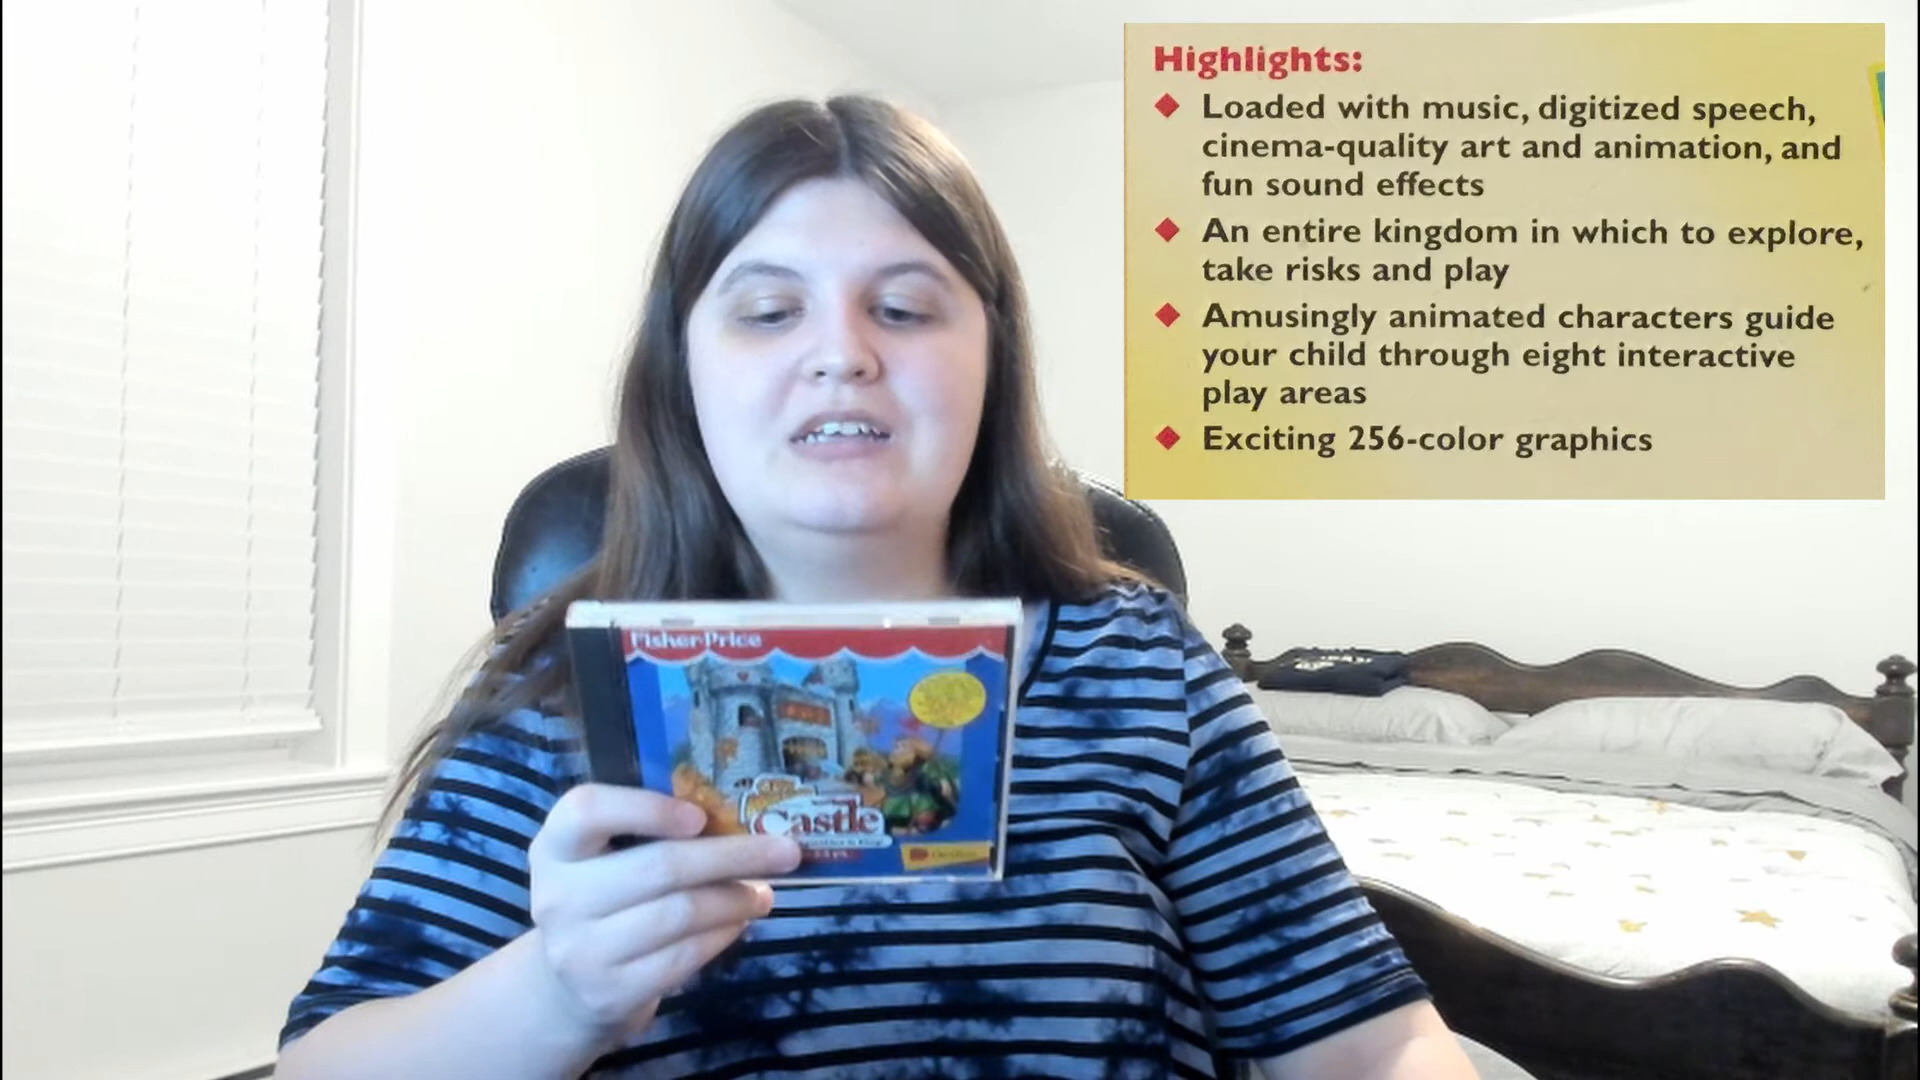 Highlights:
◆ Loaded with music, digitized speech,
cinema-quality art and animation, and
fun sound effects
◆ An entire kingdom in which to explore,
take risks and play
◆ Amusingly animated characters guide
your child through eight interactive
play areas
◆ Exciting 256-color graphics
Fisher-Price
Castle